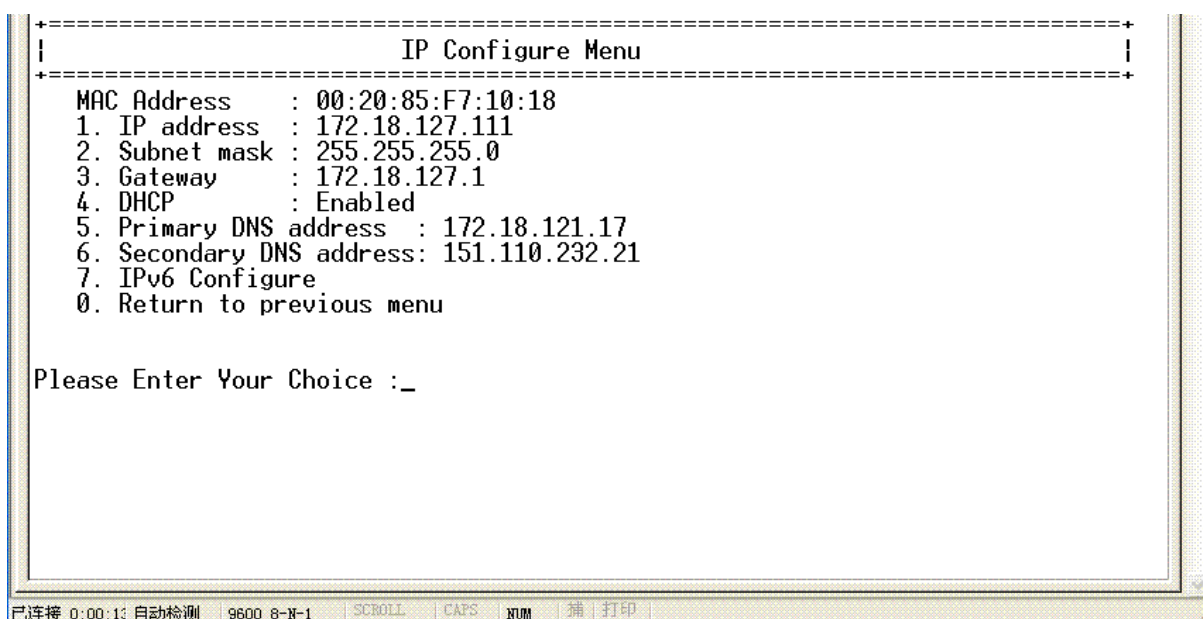 +============================================================================+
¦ IP Configure Menu ¦
+============================================================================+
MAC Address : 00:20:85:F7:10:18
1. IP address : 172.18.127.111
2. Subnet mask : 255.255.255.0
3. Gateway : 172.18.127.1
4. DHCP : Enabled
5. Primary DNS address : 172.18.121.17
6. Secondary DNS address: 151.110.232.21
7. IPv6 Configure
0. Return to previous menu
Please Enter Your Choice :_
已连接 0:00:13 自动检测 9600 8-N-1 SCROLL CAPS NUM 捕 打印